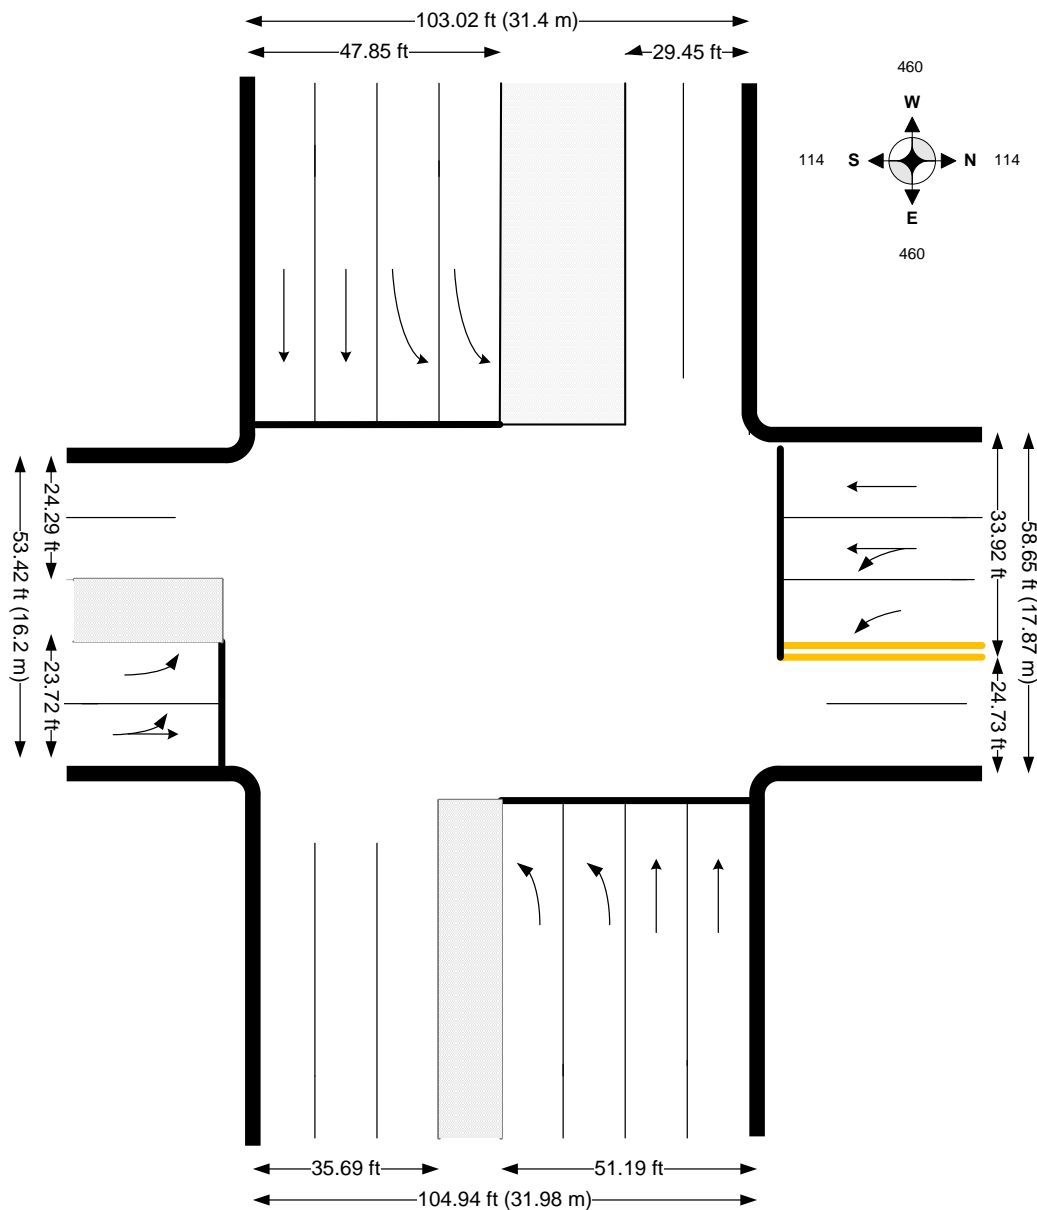 103.02 ft (31.4 m)
47.85 ft
29.45 ft
460
W
114 S N 114
E
460
53.42 ft (16.2 m)
24.29 ft
23.72 ft
33.92 ft
24.73 ft
58.65 ft (17.87 m)
35.69 ft
51.19 ft
104.94 ft (31.98 m)